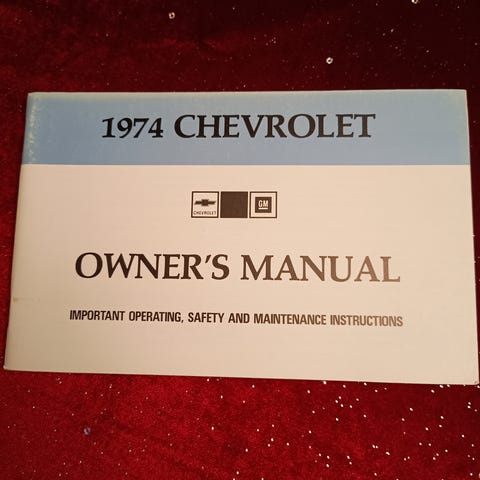 1974 CHEVROLET
CHEVROLET GM
OWNER'S MANUAL
IMPORTANT OPERATING, SAFETY AND MAINTENANCE INSTRUCTIONS